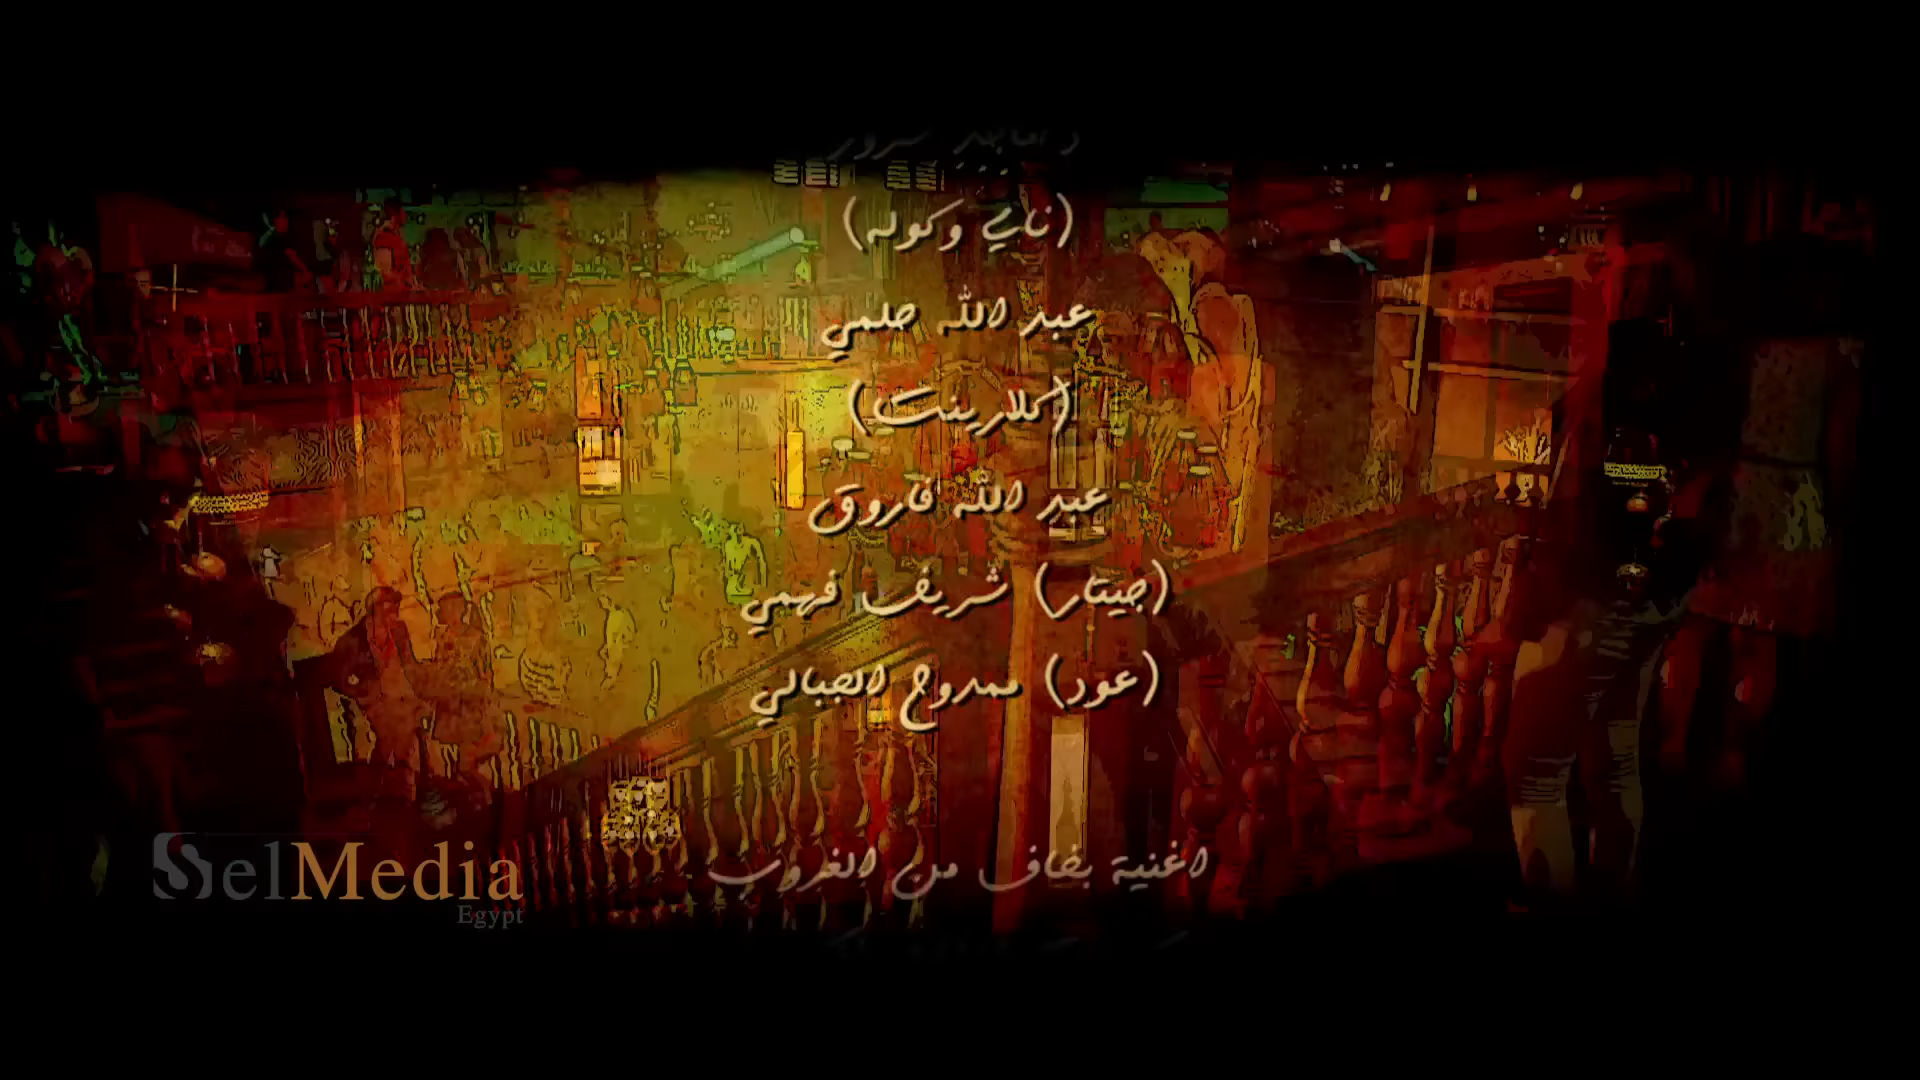 (ناي وكوله)
عبد الله حلمي
(كلارينت)
عبد الله فاروق
(جيتار) شريف فهمي
(عود) ممدوح الجبالي
اغنية بخاف من الغروب
SelMedia
Egypt